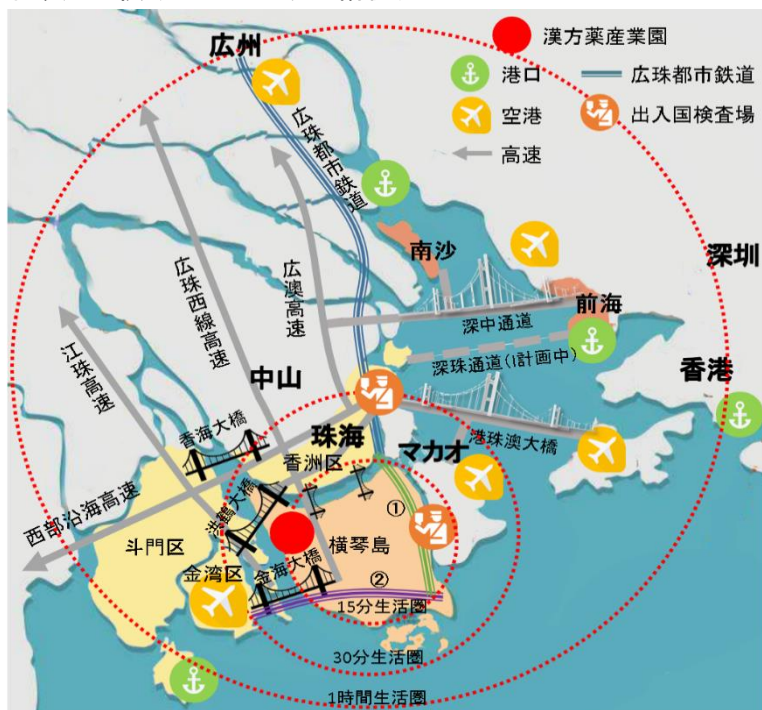 広州
漢方薬産業園
港口
広珠都市鉄道
空港
出入国検査場
高速
広珠都市鉄道
南沙
深圳
広珠西線高速
広澳高速
前海
深中通道
江珠高速
深珠通道(I計画中)
中山
香港
香海大橋
珠海
マカオ
港珠澳大橋
香洲区
西部沿海高速
洪鶴大橋
①
斗門区
横琴島
金湾区
金海大橋
②
15分生活圏
30分生活圏
1時間生活圏